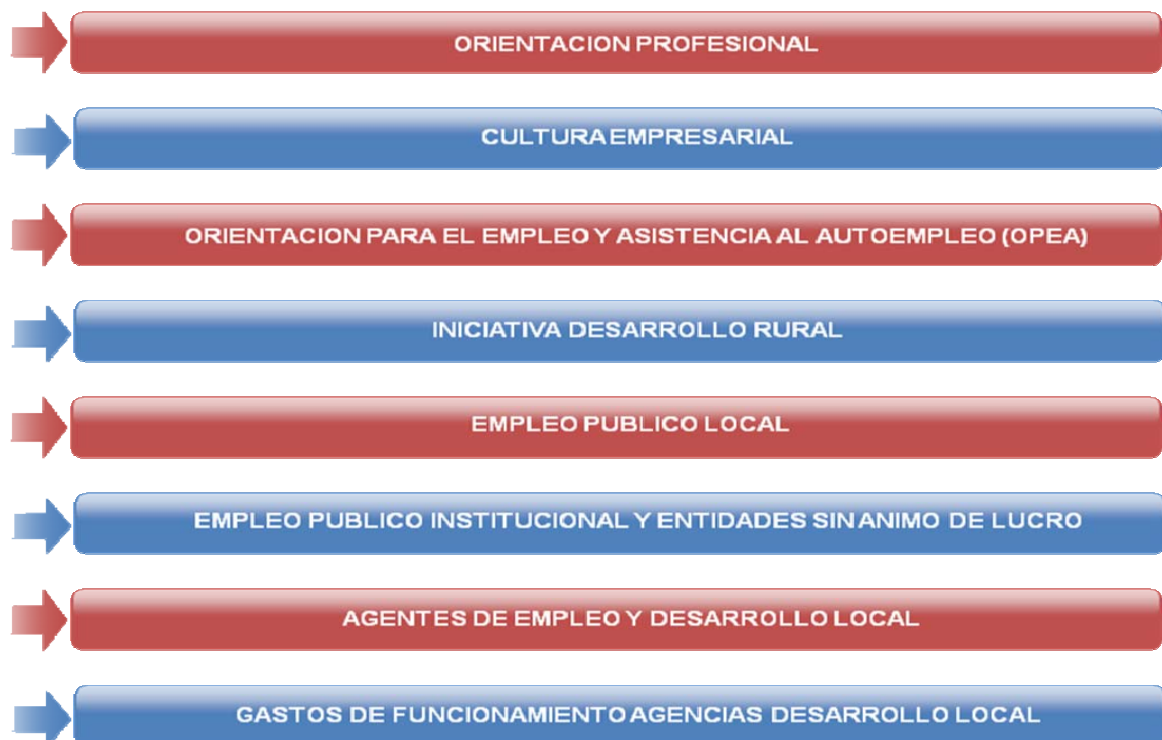 ORIENTACION PROFESIONAL
CULTURA EMPRESARIAL
ORIENTACION PARA EL EMPLEO Y ASISTENCIA AL AUTOEMPLEO (OPEA)
INICIATIVA DESARROLLO RURAL
EMPLEO PUBLICO LOCAL
EMPLEO PUBLICO INSTITUCIONAL Y ENTIDADES SIN ANIMO DE LUCRO
AGENTES DE EMPLEO Y DESARROLLO LOCAL
GASTOS DE FUNCIONAMIENTO AGENCIAS DESARROLLO LOCAL